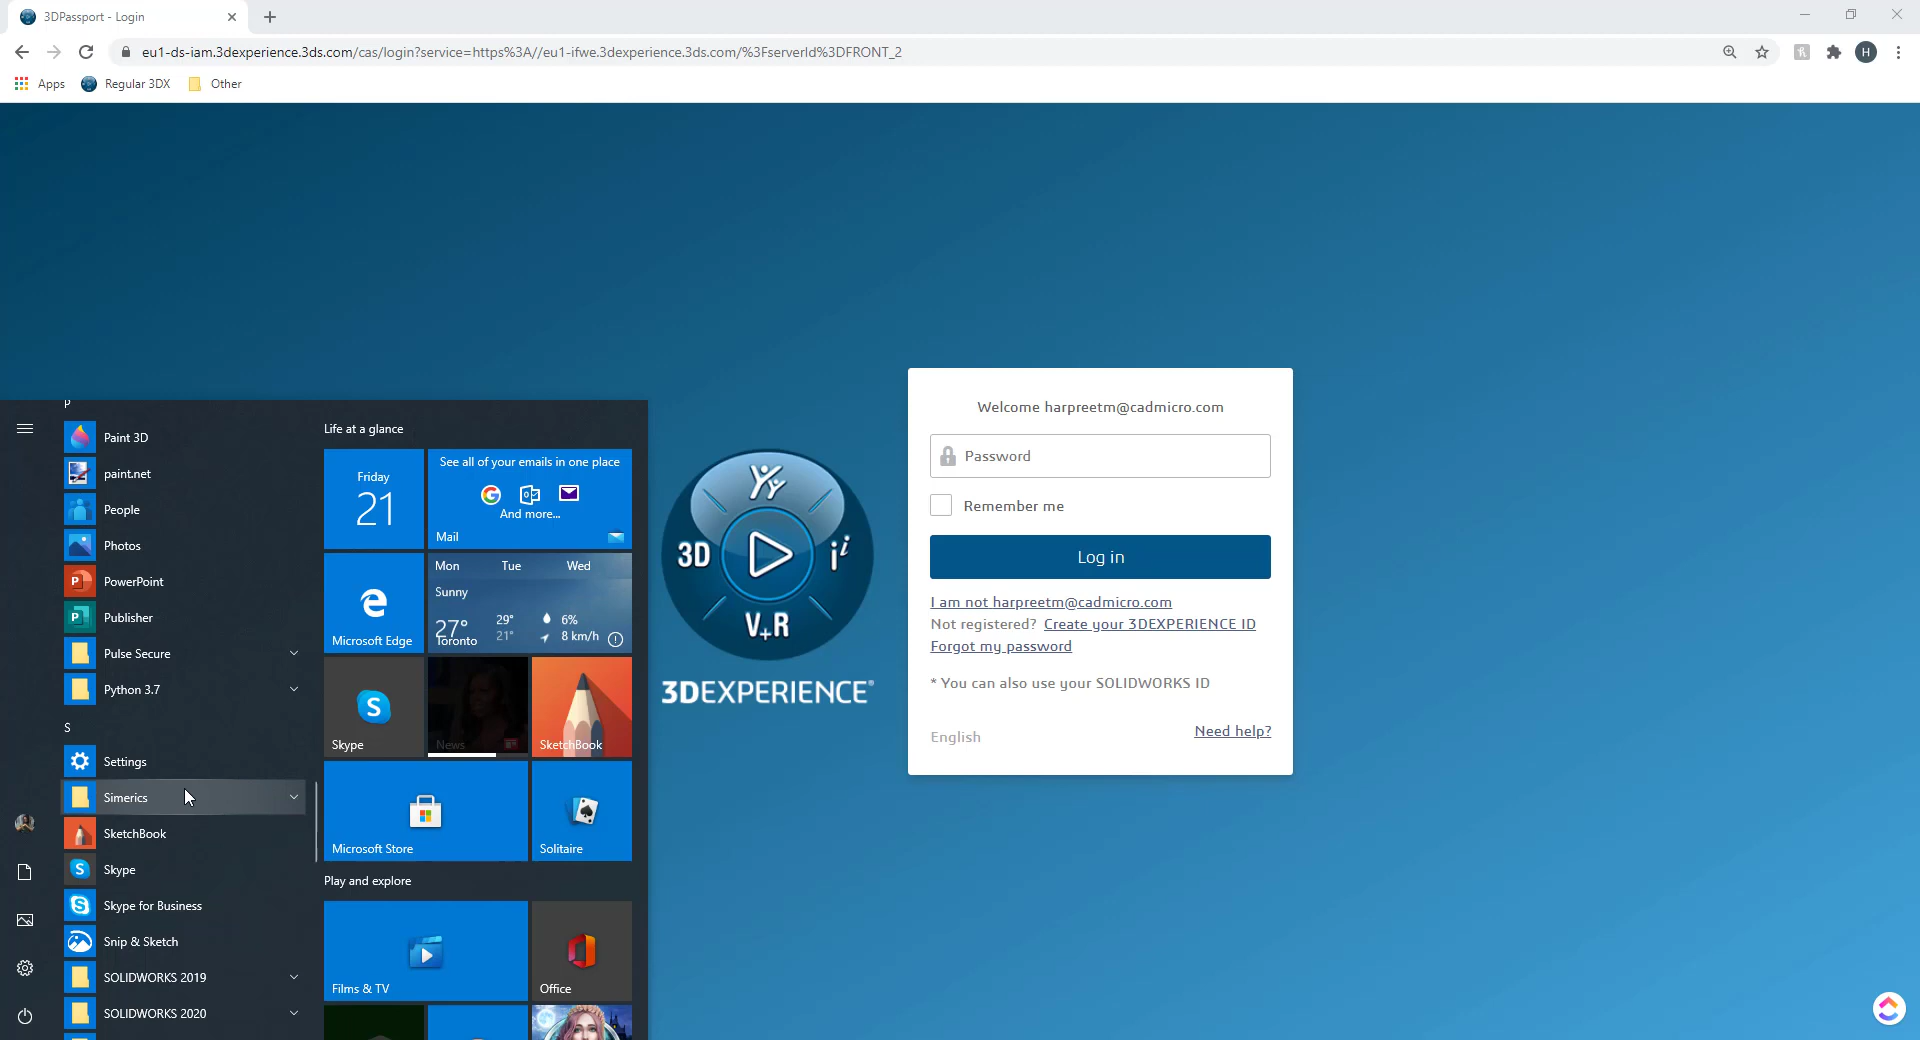 3DPassport - Login
eu1-ds-iam.3dexperience.3ds.com/cas/login?service=https%3A//eu1-ifwe.3dexperience.3ds.com/%3FserverId%3DFRONT_2
H
Apps
Regular 3DX
Other
P
Paint 3D
paint.net
People
Photos
PowerPoint
Publisher
Pulse Secure
Python 3.7
S
Settings
Simerics
SketchBook
Skype
Skype for Business
Snip & Sketch
SOLIDWORKS 2019
SOLIDWORKS 2020
Life at a glance
Friday
21
See all of your emails in one place
And more...
Mail
Microsoft Edge
Mon Tue Wed
Sunny
27° 29° 6%
21° 8 km/h
Toronto
Skype
News
SketchBook
Microsoft Store
Solitaire
Play and explore
Films & TV
Office
3D
i i
V+R
3DEXPERIENCE®
Welcome harpreetm@cadmicro.com
Password
Remember me
Log in
I am not harpreetm@cadmicro.com
Not registered? Create your 3DEXPERIENCE ID
Forgot my password
* You can also use your SOLIDWORKS ID
English
Need help?